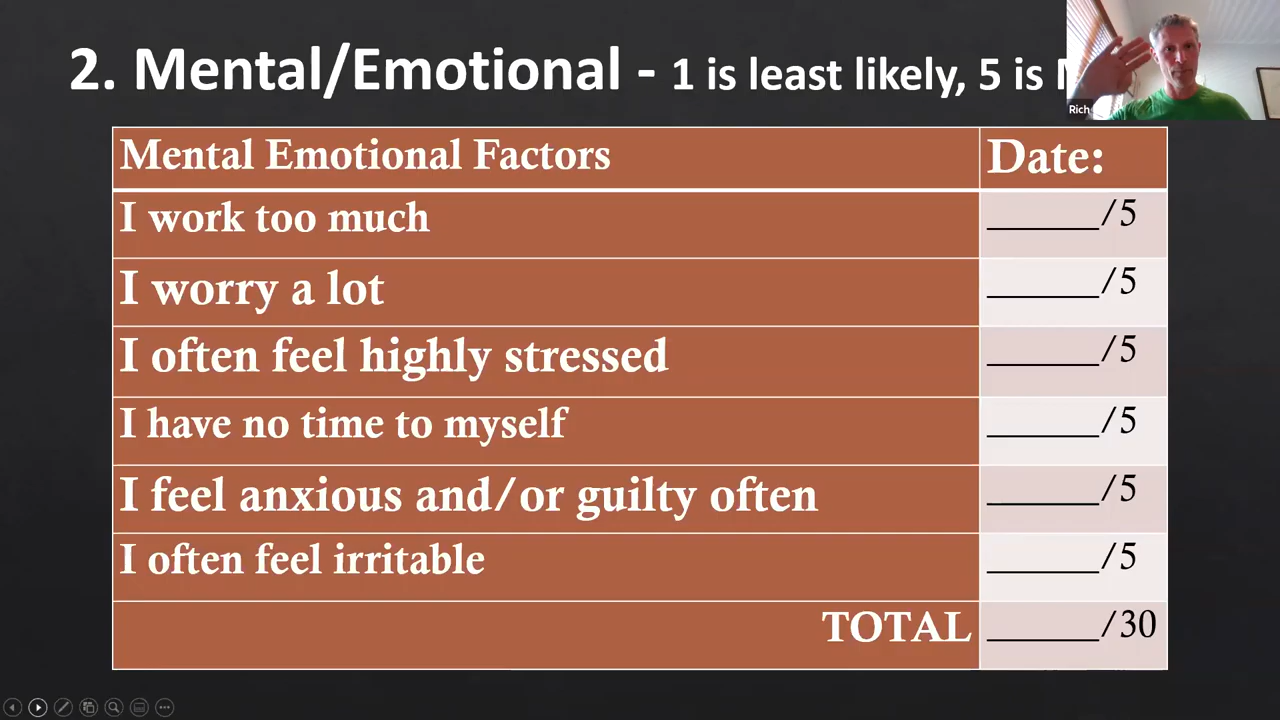 2. Mental/Emotional - 1 is least likely, 5 is
Rich
Mental Emotional Factors Date:
I work too much ______/5
I worry a lot ______/5
I often feel highly stressed ______/5
I have no time to myself ______/5
I feel anxious and/or guilty often ______/5
I often feel irritable ______/5
TOTAL ______/30